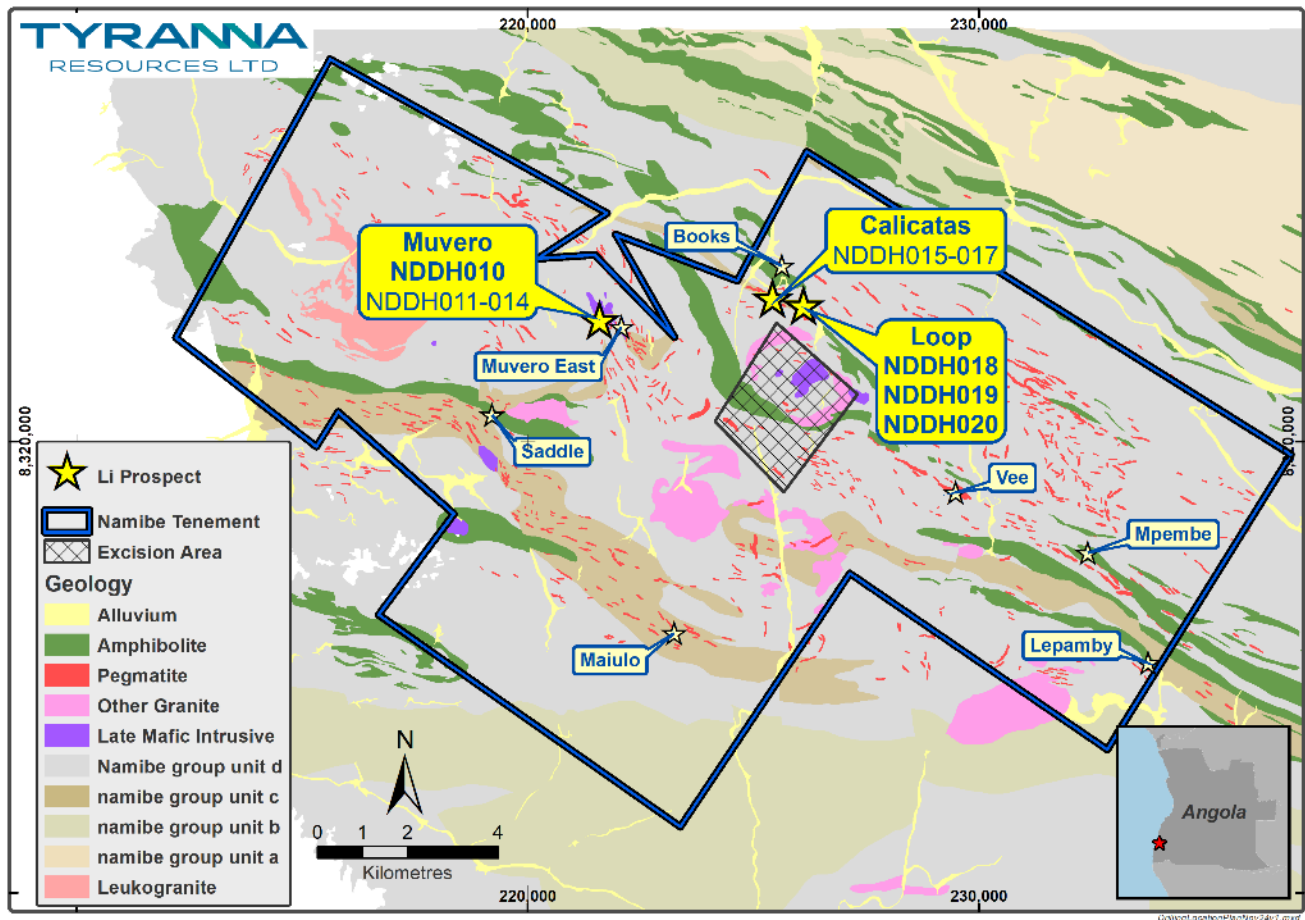 TYRANNA
RESOURCES LTD
220,000
230,000
Books
Calicatas
NDDH015-017
Muvero
NDDH010
NDDH011-014
Muvero East
Loop
NDDH018
NDDH019
NDDH020
8,320,000
Saddle
Vee
Mpembe
Lepamby
Maiulo
Li Prospect
Namibe Tenement
Excision Area
Geology
Alluvium
Amphibolite
Pegmatite
Other Granite
Late Mafic Intrusive
Namibe group unit d
namibe group unit c
namibe group unit b
namibe group unit a
Leukogranite
N
0 1 2 4
Kilometres
Angola
220,000
230,000